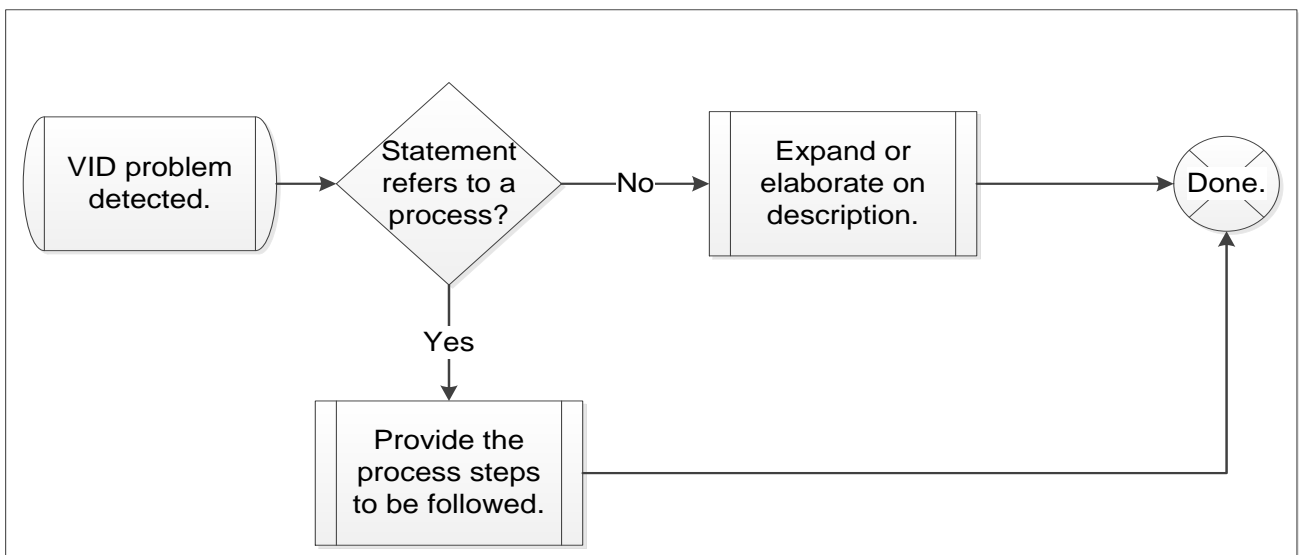 VID problem
detected.
Statement
refers to a
process?
No
Expand or
elaborate on
description.
Done.
Yes
Provide the
process steps
to be followed.